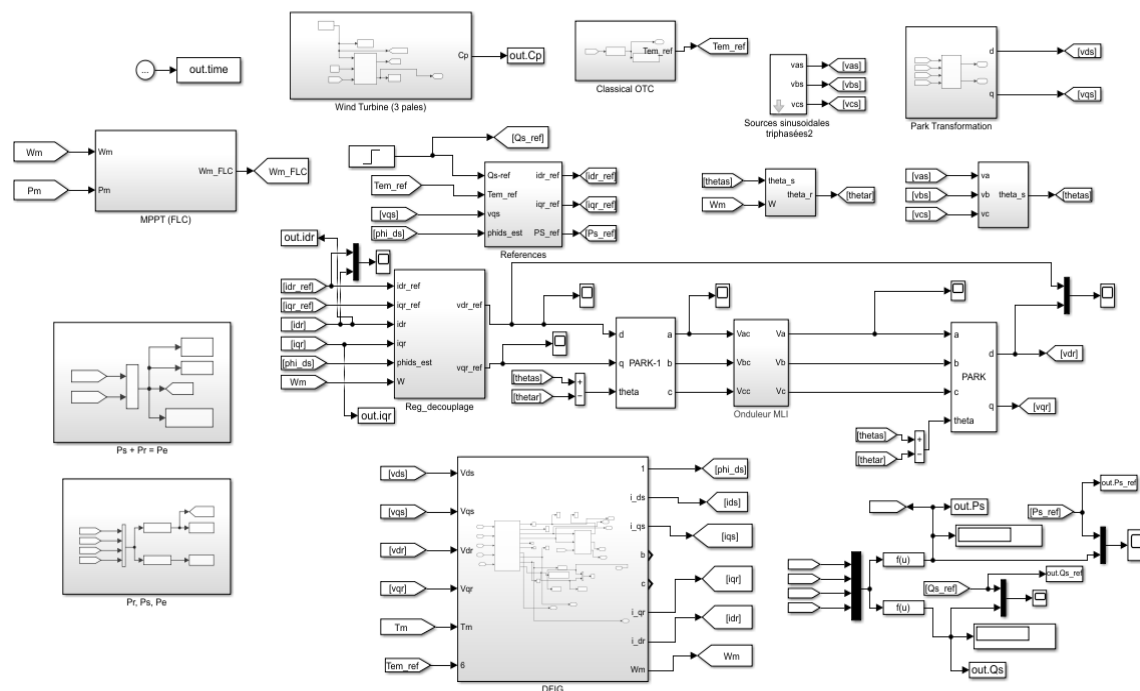 ...
out.time
Cp
out.Cp
Wind Turbine (3 pales)
Tem_ref
Tem_ref
Classical OTC
vas
vbs
vcs
[vas]
[vbs]
[vcs]
Sources sinusoidales
triphasées2
d
q
[vds]
[vqs]
Park Transformation
Wm
Pm
Wm
Pm
Wm_FLC
Wm_FLC
MPPT (FLC)
[Qs_ref]
Tem_ref
[vqs]
[phi_ds]
Qs-ref
Tem_ref
vqs
phids_est
idr_ref
iqr_ref
PS_ref
[idr_ref]
[iqr_ref]
[Ps_ref]
References
[thetas]
Wm
theta_s
W
theta_r
[thetar]
[vas]
[vbs]
[vcs]
va
vb
vc
theta_s
[thetas]
out.idr
[idr_ref]
[iqr_ref]
[idr]
[iqr]
[phi_ds]
Wm
idr_ref
iqr_ref
idr
iqr
phids_est
W
vdr_ref
vqr_ref
Reg_decouplage
out.iqr
[thetas]
[thetar]
+
−
d
q
theta
PARK-1
a
b
c
Vac
Vbc
Vcc
Va
Vb
Vc
Onduleur MLI
a
b
c
theta
PARK
d
q
[vdr]
[vqr]
[thetas]
[thetar]
+
−
Ps + Pr = Pe
Pr, Ps, Pe
[vds]
[vqs]
[vdr]
[vqr]
Tm
Tem_ref
Vds
Vqs
Vdr
Vqr
Tm
6
1
i_ds
i_qs
b
c
i_qr
i_dr
Wm
[phi_ds]
[ids]
[iqs]
[iqr]
[idr]
Wm
DFIG
out.Ps_ref
out.Ps
[Ps_ref]
f(u)
f(u)
[Qs_ref]
out.Qs_ref
out.Qs